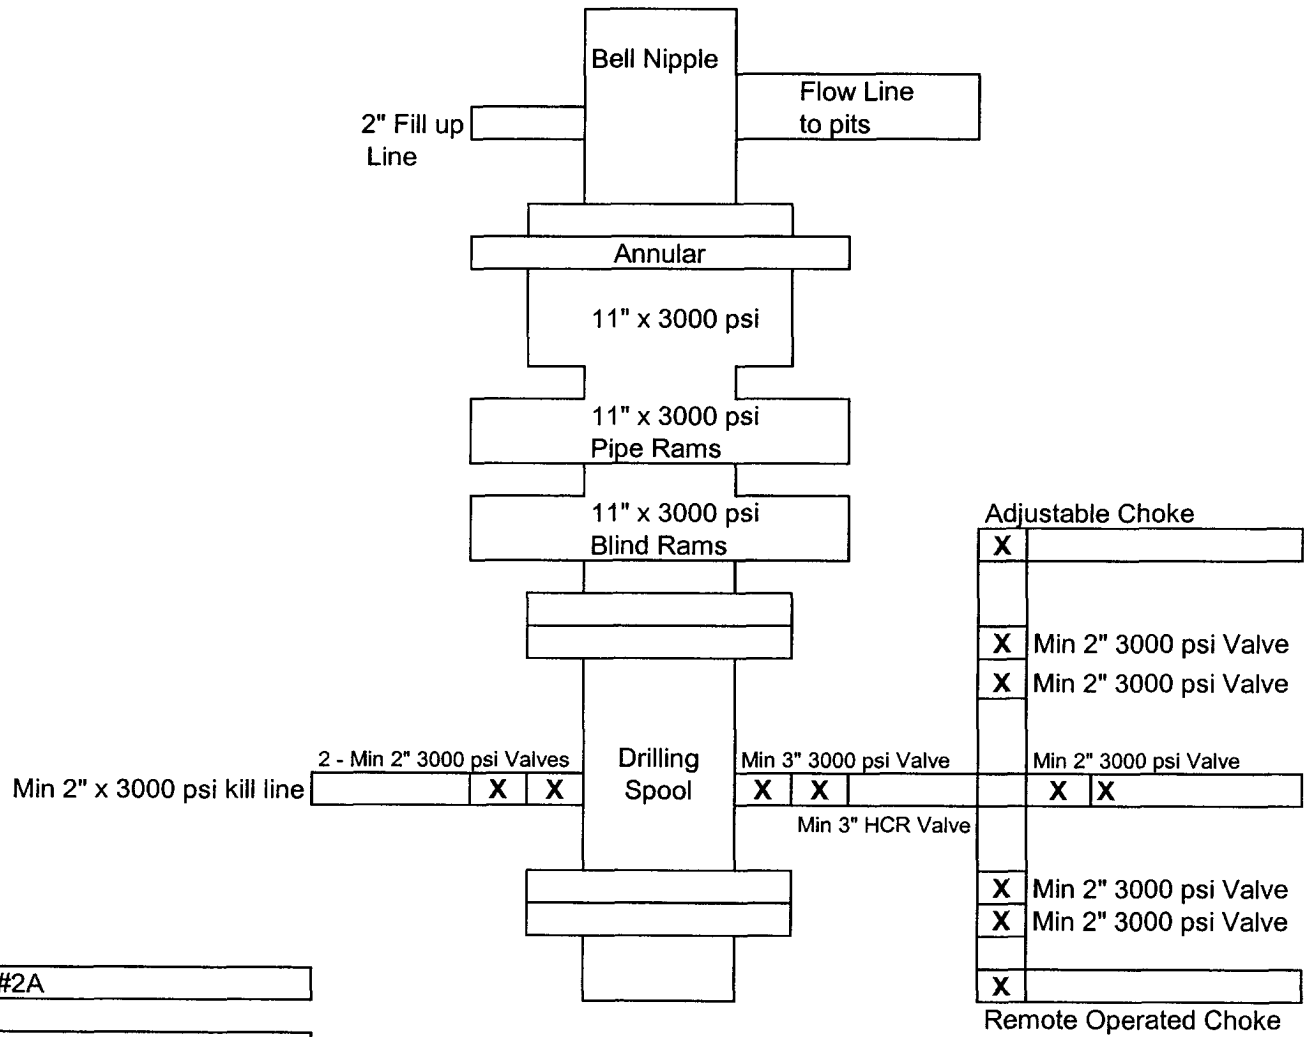 Bell Nipple
Flow Line
to pits
2" Fill up
Line
Annular
11" x 3000 psi
11" x 3000 psi
Pipe Rams
11" x 3000 psi
Blind Rams
Adjustable Choke
X
X Min 2" 3000 psi Valve
X Min 2" 3000 psi Valve
2 - Min 2" 3000 psi Valves
Drilling
Spool
Min 3" 3000 psi Valve
Min 2" 3000 psi Valve
Min 2" x 3000 psi kill line
X X
X X
X X
Min 3" HCR Valve
X Min 2" 3000 psi Valve
X Min 2" 3000 psi Valve
#2A
X
Remote Operated Choke